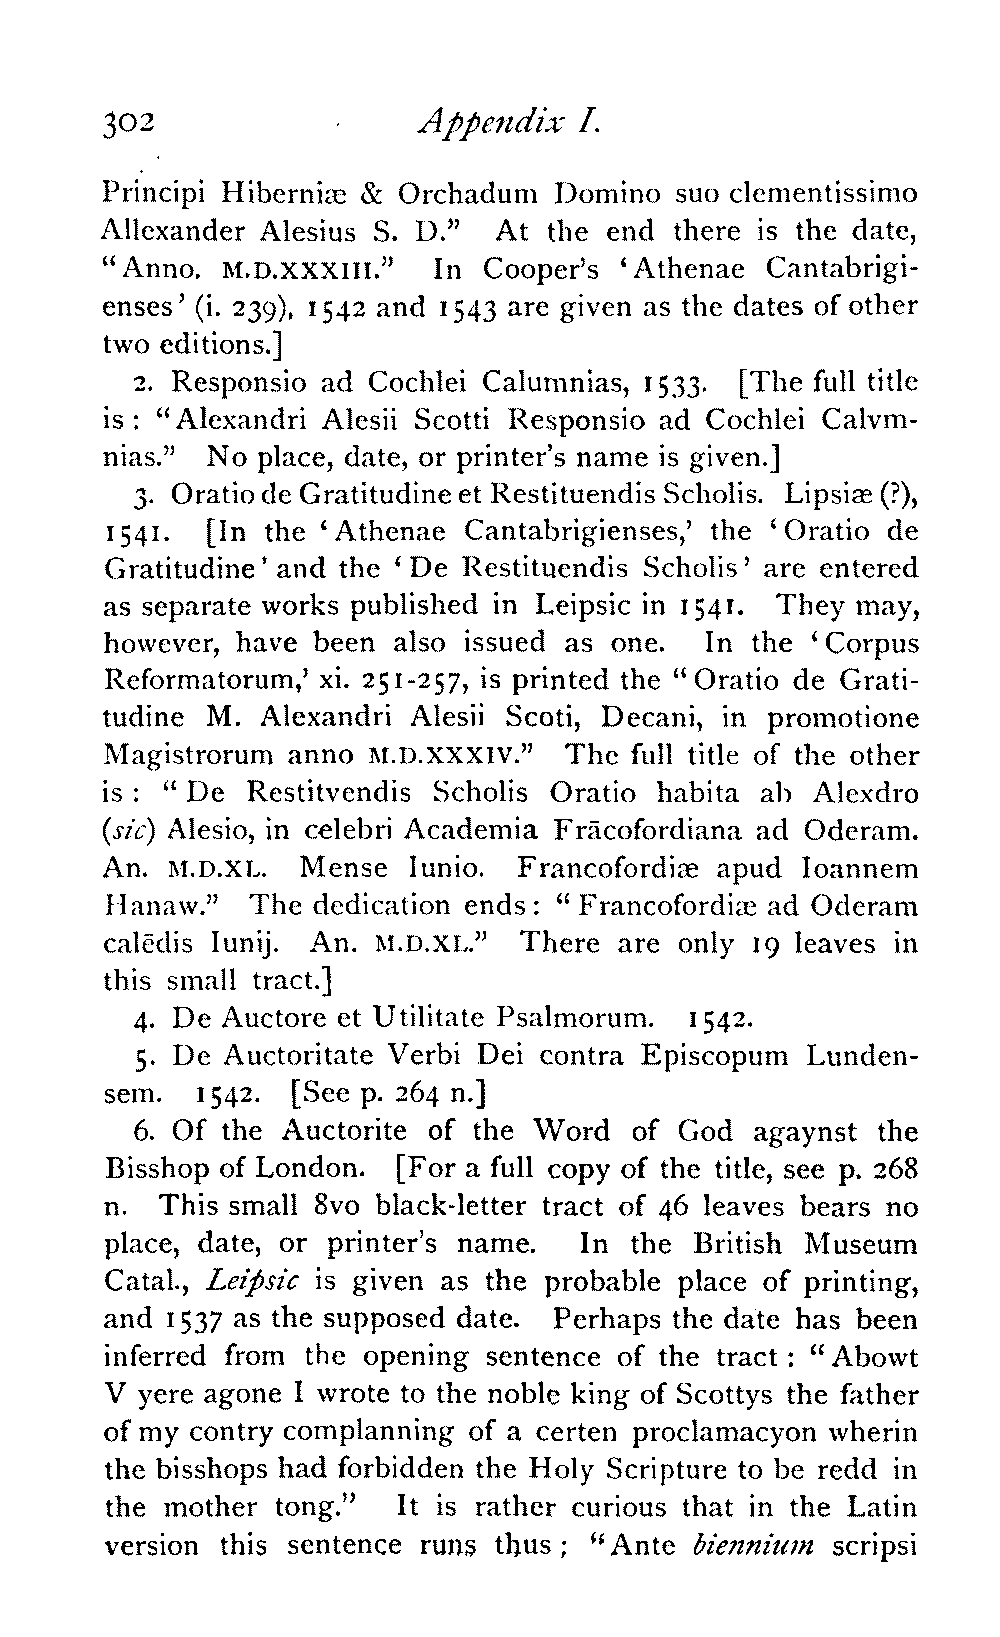 302 Appendix I.
Principi Hiberniæ & Orchadum Domino suo clementissimo
Allexander Alesius S. D.” At the end there is the date,
“Anno. M.D.XXXIII.” In Cooper’s ‘Athenae Cantabrigi-
enses’ (i. 239), 1542 and 1543 are given as the dates of other
two editions.]
2. Responsio ad Cochlei Calumnias, 1533. [The full title
is : “Alexandri Alesii Scotti Responsio ad Cochlei Calvm-
nias.” No place, date, or printer’s name is given.]
3. Oratio de Gratitudine et Restituendis Scholis. Lipsiæ (?),
1541. [In the ‘Athenae Cantabrigienses,’ the ‘Oratio de
Gratitudine’ and the ‘De Restituendis Scholis’ are entered
as separate works published in Leipsic in 1541. They may,
however, have been also issued as one. In the ‘Corpus
Reformatorum,’ xi. 251-257, is printed the “Oratio de Grati-
tudine M. Alexandri Alesii Scoti, Decani, in promotione
Magistrorum anno M.D.XXXIV.” The full title of the other
is : “De Restitvendis Scholis Oratio habita ab Alexdro
(sic) Alesio, in celebri Academia Frācofordiana ad Oderam.
An. M.D.XL. Mense Iunio. Francofordiæ apud Ioannem
Hanaw.” The dedication ends : “Francofordiæ ad Oderam
calēdis Iunij. An. M.D.XL.” There are only 19 leaves in
this small tract.]
4. De Auctore et Utilitate Psalmorum. 1542.
5. De Auctoritate Verbi Dei contra Episcopum Lunden-
sem. 1542. [See p. 264 n.]
6. Of the Auctorite of the Word of God agaynst the
Bisshop of London. [For a full copy of the title, see p. 268
n. This small 8vo black-letter tract of 46 leaves bears no
place, date, or printer’s name. In the British Museum
Catal., Leipsic is given as the probable place of printing,
and 1537 as the supposed date. Perhaps the date has been
inferred from the opening sentence of the tract : “Abowt
V yere agone I wrote to the noble king of Scottys the father
of my contry complanning of a certen proclamacyon wherin
the bisshops had forbidden the Holy Scripture to be redd in
the mother tong.” It is rather curious that in the Latin
version this sentence runs thus ; “Ante biennium scripsi